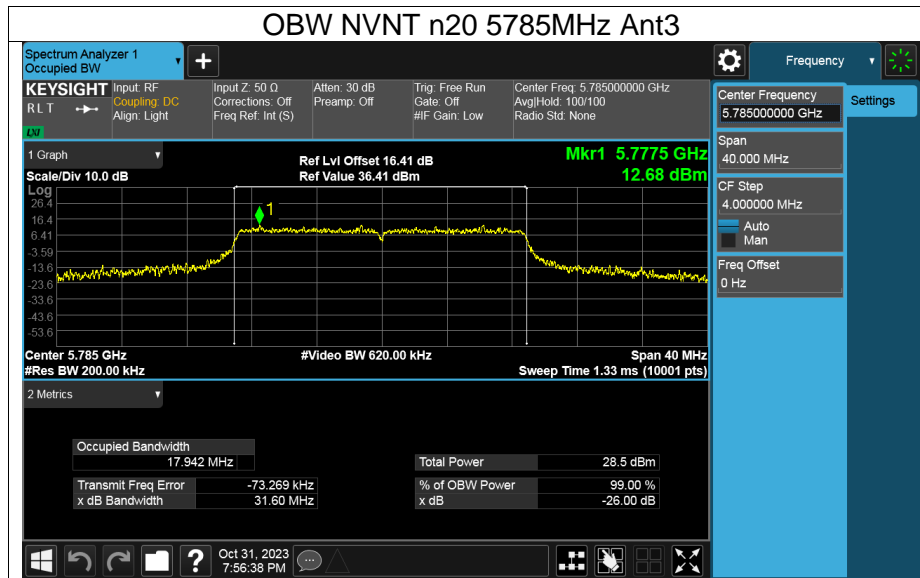 OBW NVNT n20 5785MHz Ant3
Spectrum Analyzer 1
Occupied BW
+
Frequency
KEYSIGHT
RLT
LXI
Input: RF
Coupling: DC
Align: Light
Input Z: 50 Ω
Corrections: Off
Freq Ref: Int (S)
Atten: 30 dB
Preamp: Off
Trig: Free Run
Gate: Off
#IF Gain: Low
Center Freq: 5.785000000 GHz
Avg|Hold: 100/100
Radio Std: None
Center Frequency
5.785000000 GHz
Settings
Span
40.000 MHz
CF Step
4.000000 MHz
Auto
Man
Freq Offset
0 Hz
1 Graph
Scale/Div 10.0 dB
Ref Lvl Offset 16.41 dB
Ref Value 36.41 dBm
Mkr1 5.7775 GHz
12.68 dBm
Log
26.4
16.4
6.41
-3.59
-13.6
-23.6
-33.6
-43.6
-53.6
1
Center 5.785 GHz
#Video BW 620.00 kHz
Span 40 MHz
#Res BW 200.00 kHz
Sweep Time 1.33 ms (10001 pts)
2 Metrics
Occupied Bandwidth
17.942 MHz
Total Power 28.5 dBm
Transmit Freq Error -73.269 kHz
% of OBW Power 99.00 %
x dB Bandwidth 31.60 MHz
x dB -26.00 dB
?
Oct 31, 2023
7:56:38 PM